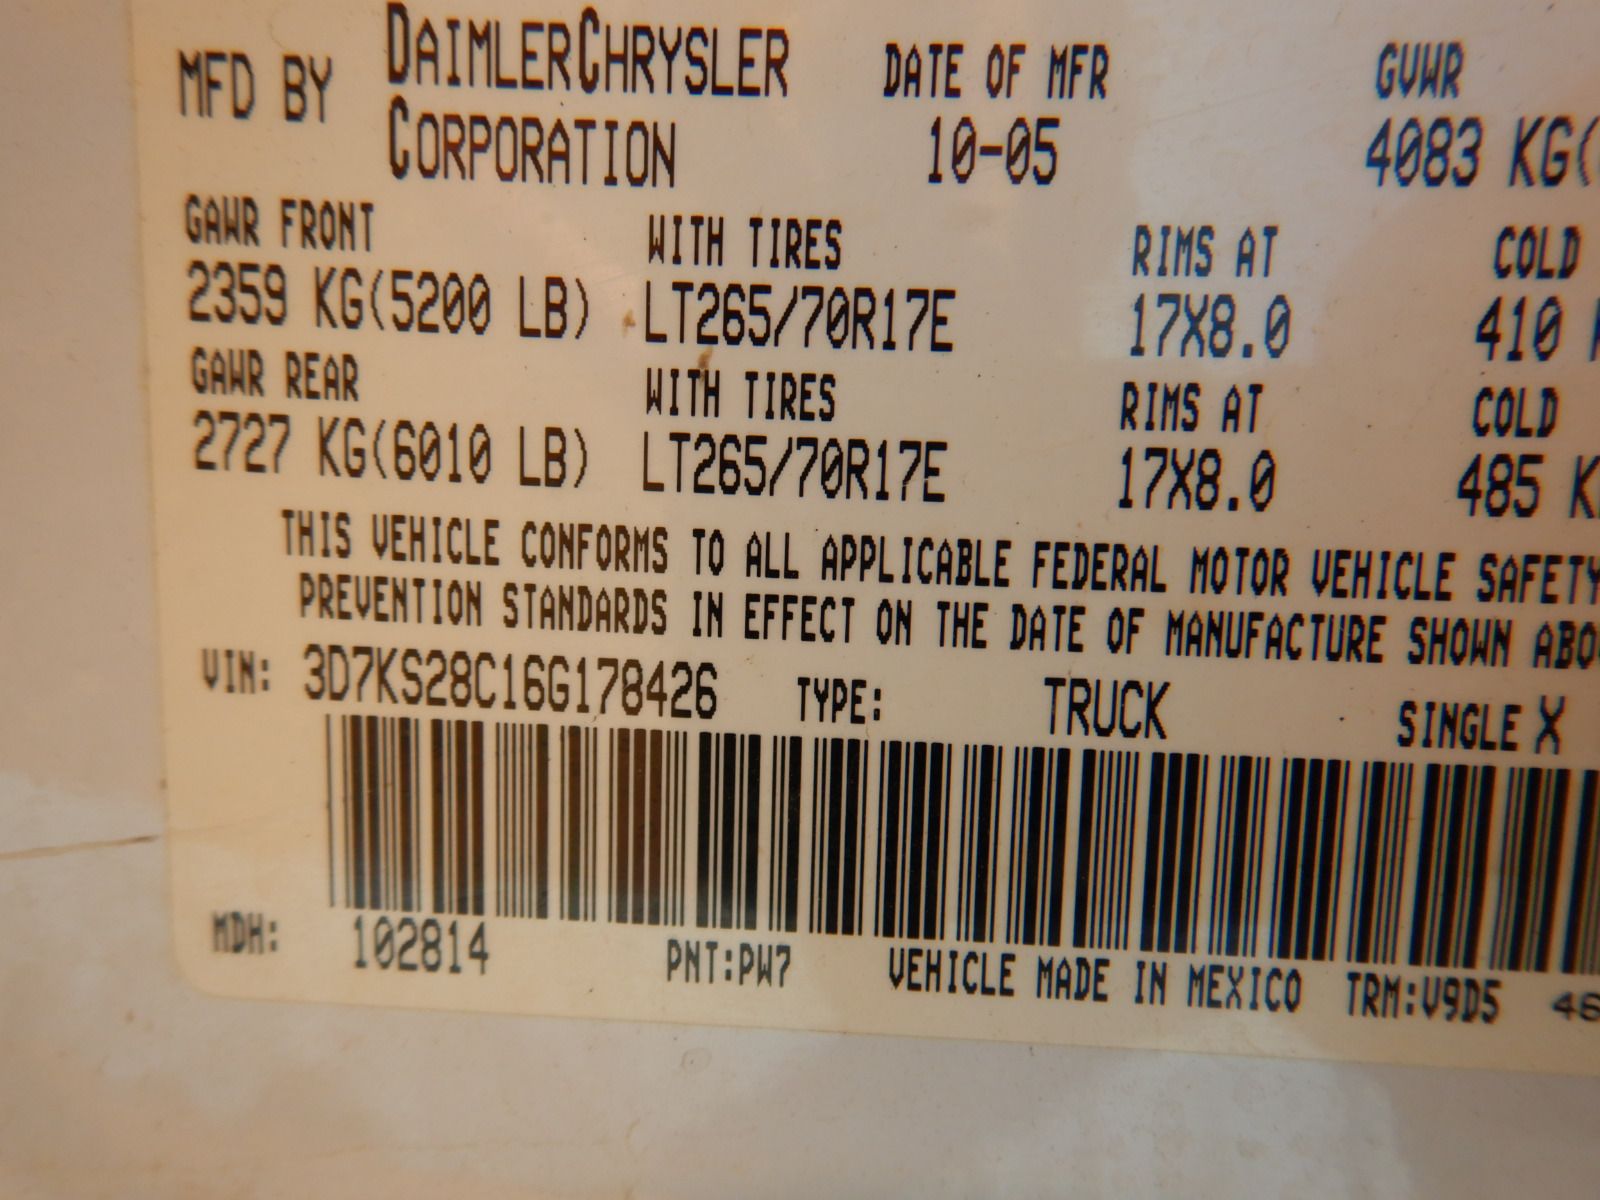 MFD BY DAIMLERCHRYSLER CORPORATION DATE OF MFR 10-05 GVWR 4083 KG(
GAWR FRONT WITH TIRES RIMS AT COLD
2359 KG(5200 LB) LT265/70R17E 17X8.0 410
GAWR REAR WITH TIRES RIMS AT COLD
2727 KG(6010 LB) LT265/70R17E 17X8.0 485
THIS VEHICLE CONFORMS TO ALL APPLICABLE FEDERAL MOTOR VEHICLE SAFETY
PREVENTION STANDARDS IN EFFECT ON THE DATE OF MANUFACTURE SHOWN
VIN: 3D7KS28C16G178426 TYPE: TRUCK SINGLE X
MDH: 102814 PNT:PW7 VEHICLE MADE IN MEXICO TRM:V9D5